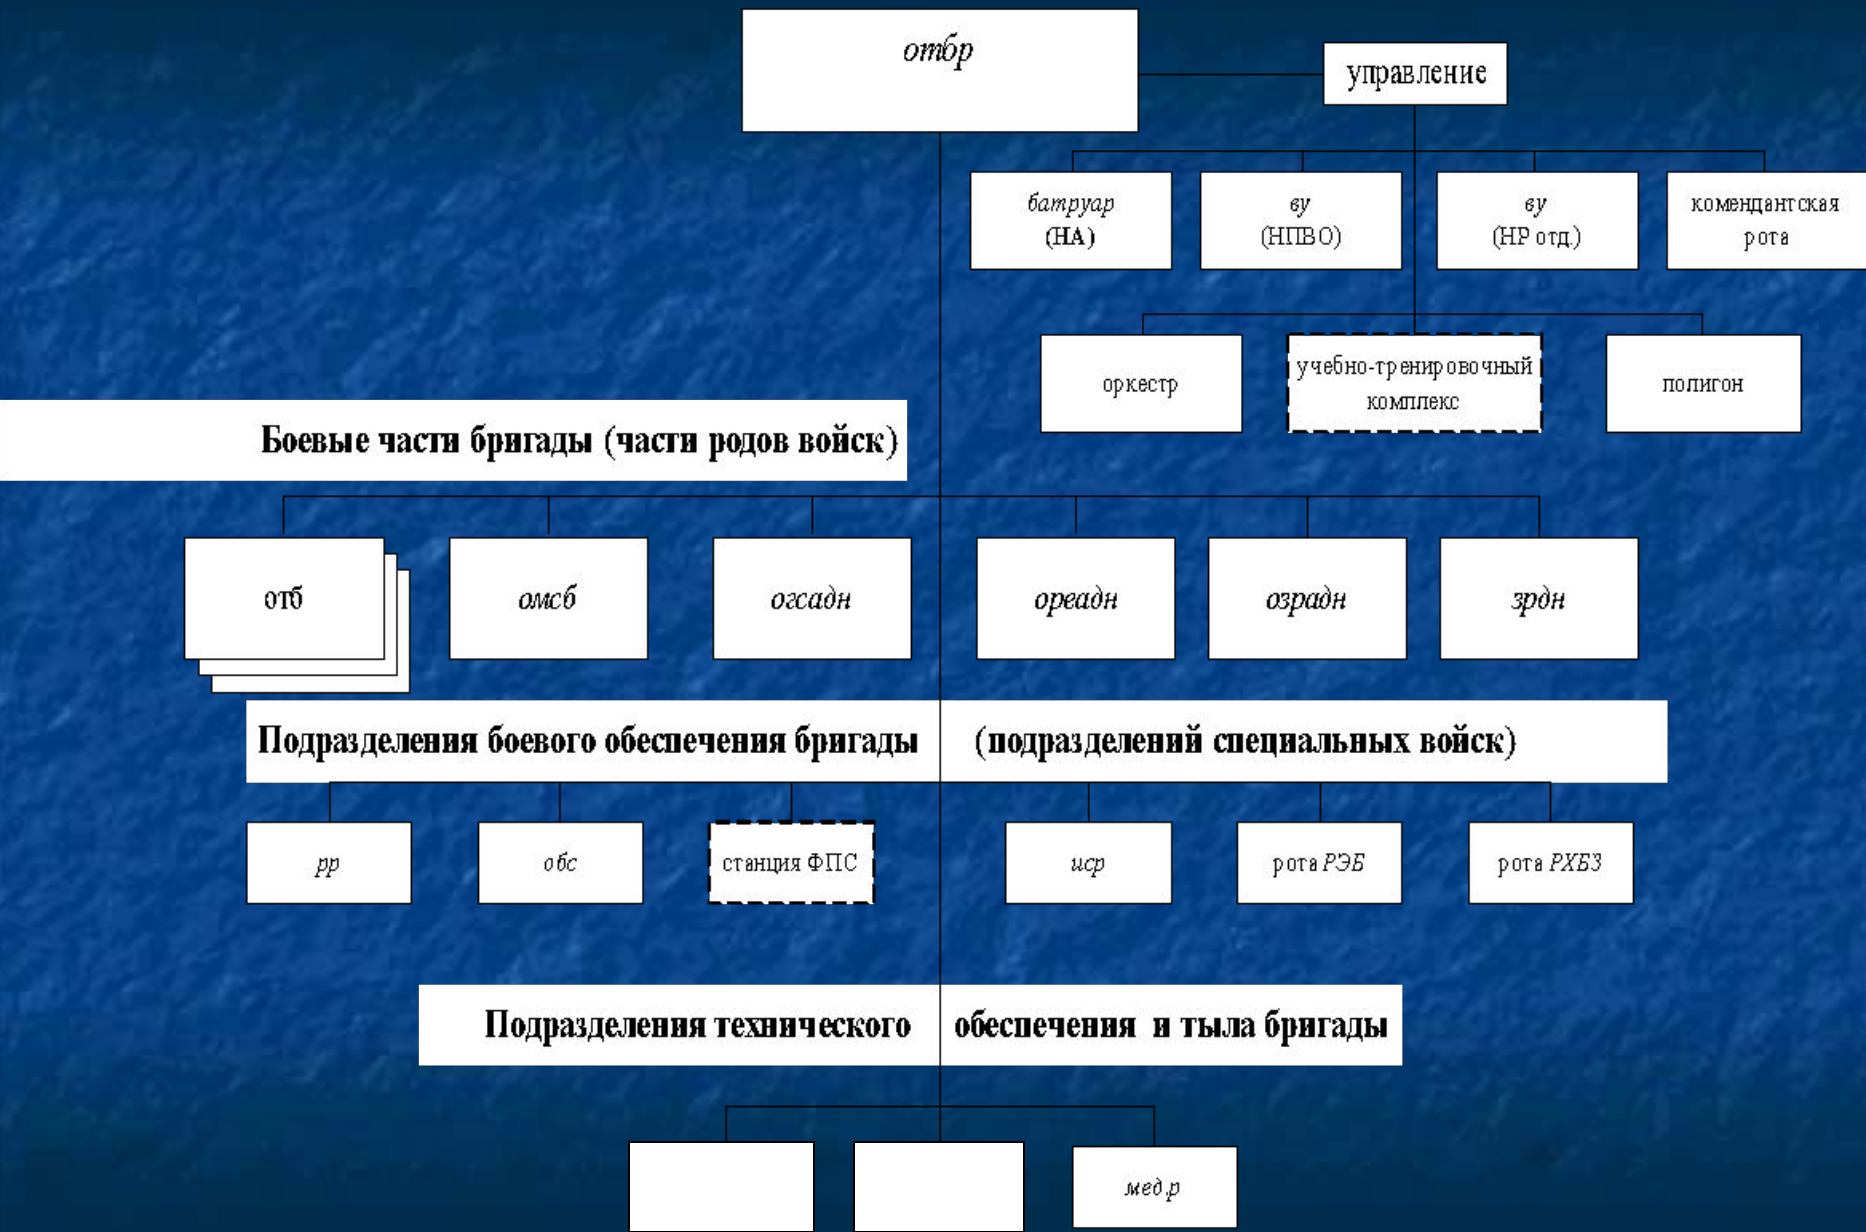 отбр
управление
батруар
(НА)
ву
(НПВО)
ву
(НР отд.)
комендантская
рота
оркестр
учебно-тренировочный
комплекс
полигон
Боевые части бригады (части родов войск)
отб
омсб
огсадн
ореадн
озрадн
зрдн
Подразделения боевого обеспечения бригады (подразделений специальных войск)
рр
обс
станция ФПС
иср
рота РЭБ
рота РХБЗ
Подразделения технического обеспечения и тыла бригады
мед.р